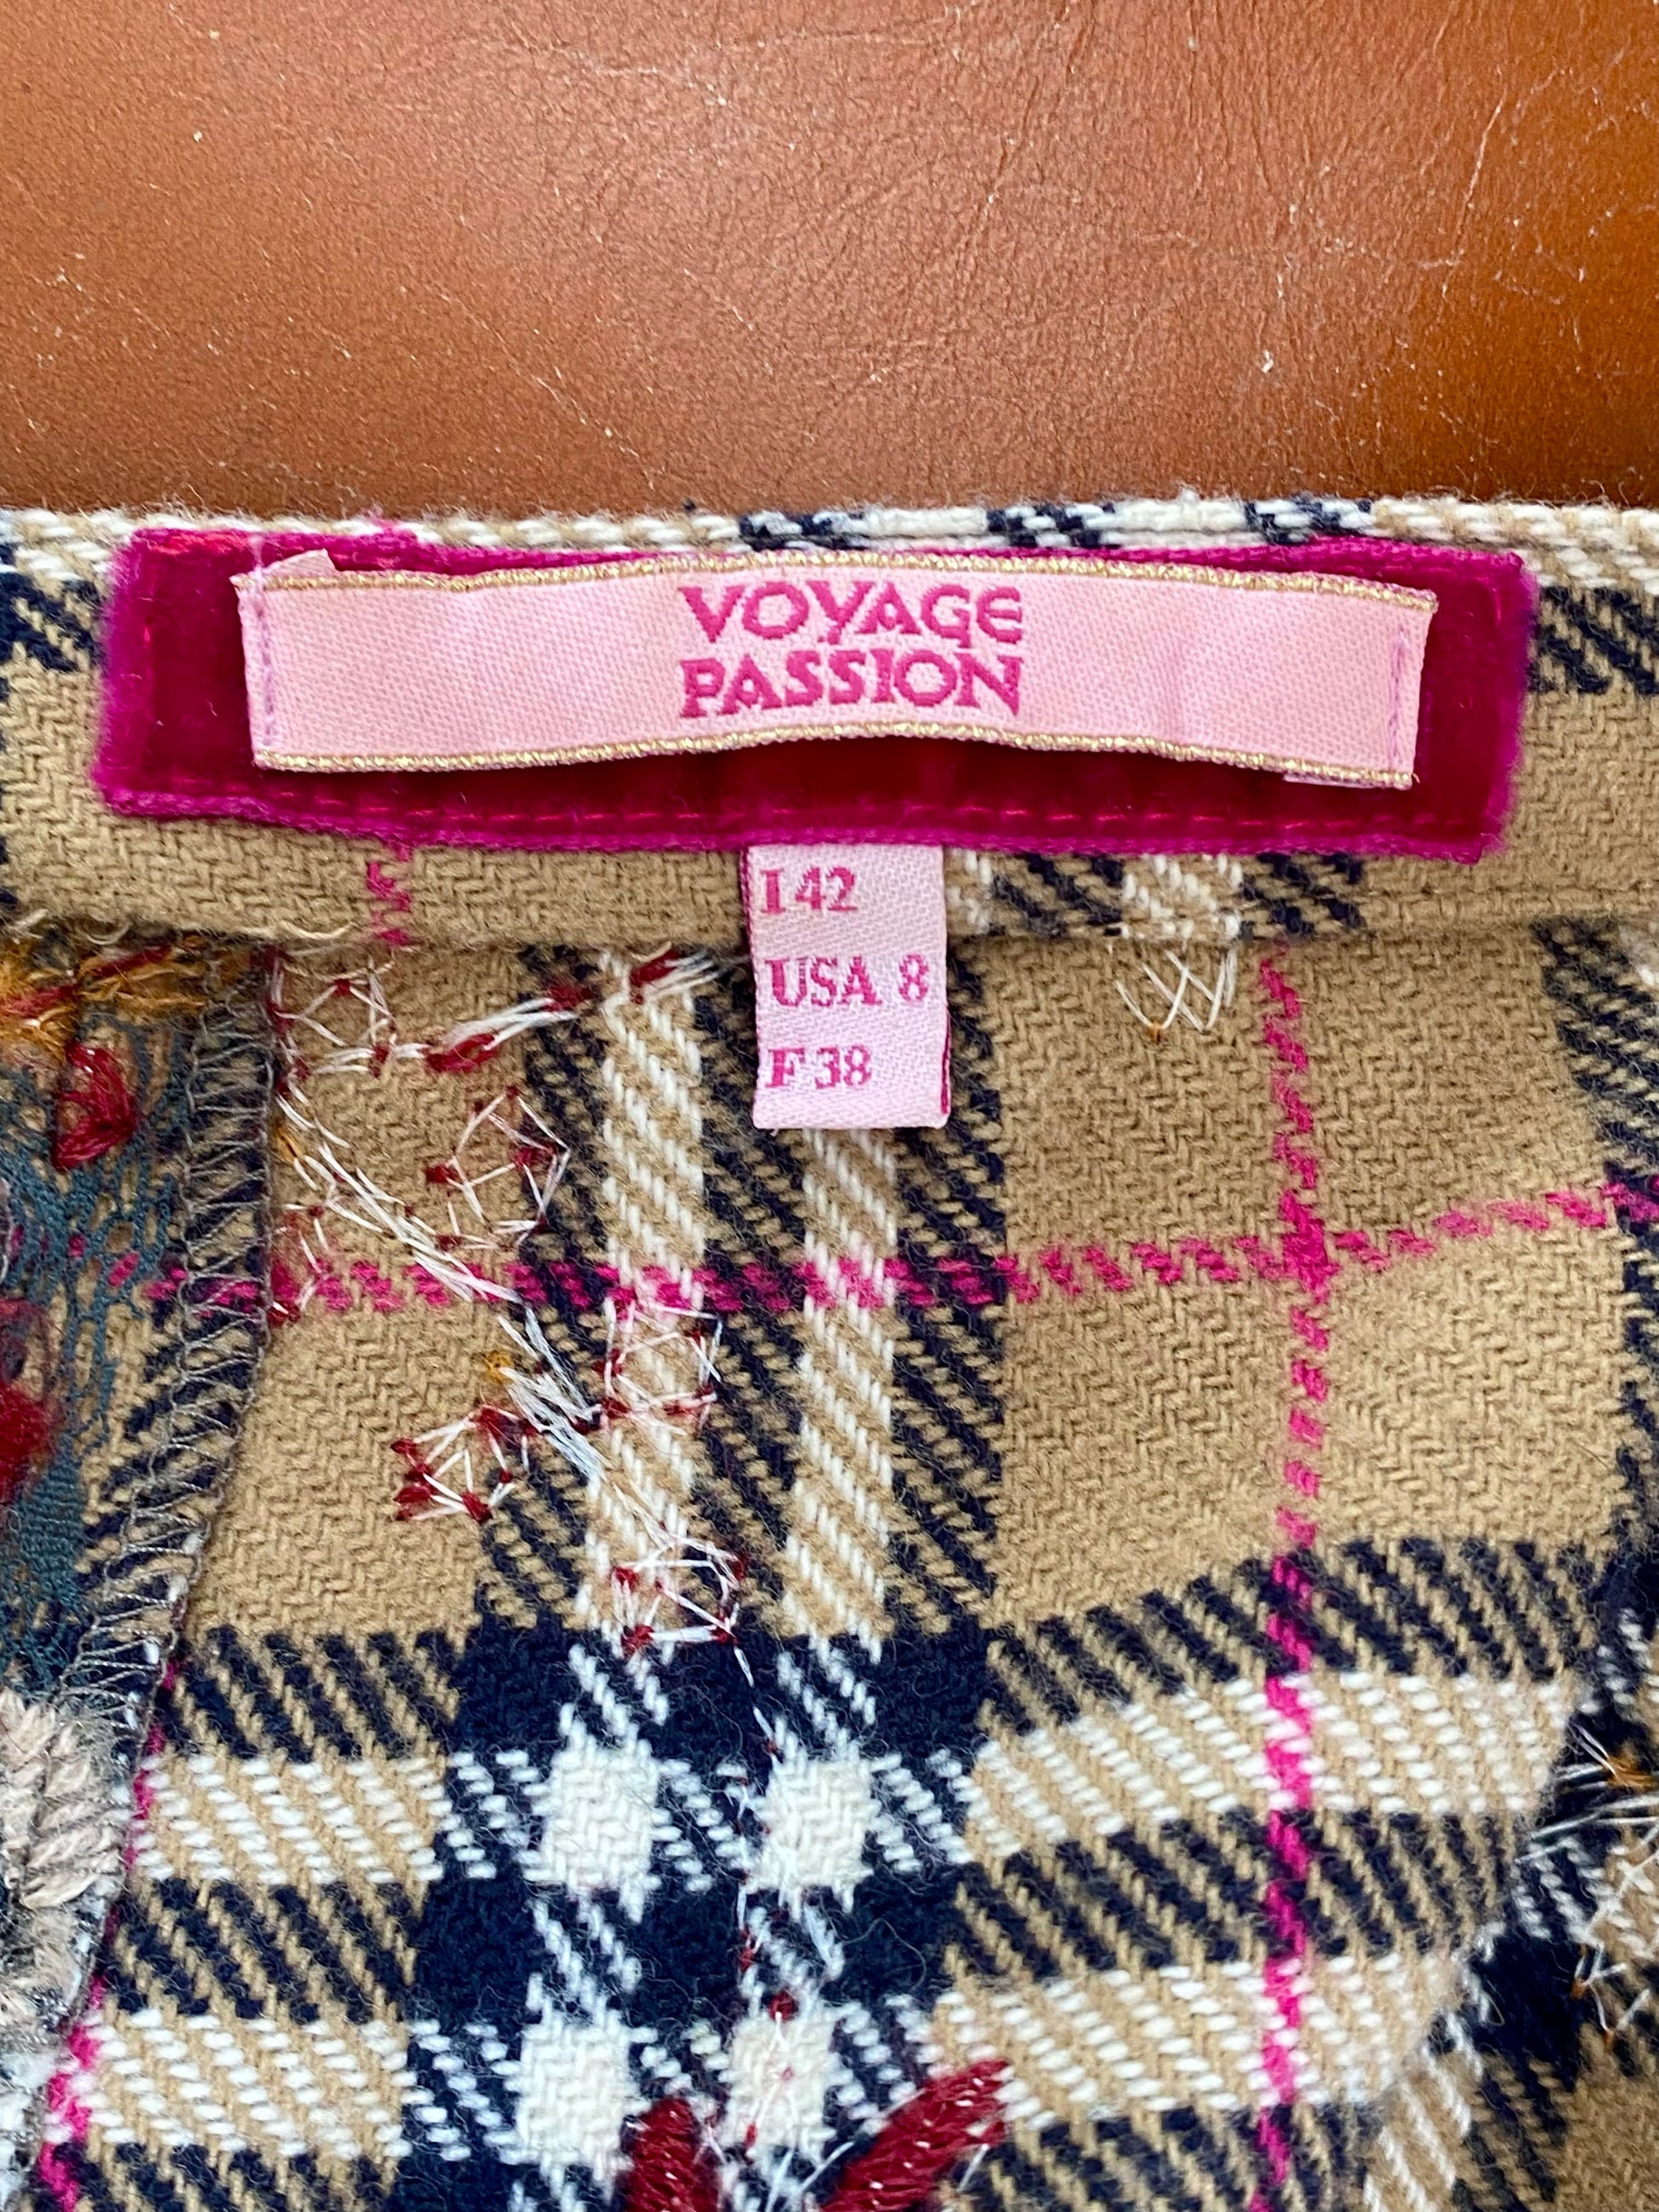 VOYAGE
PASSION
I 42
USA 8
F 38